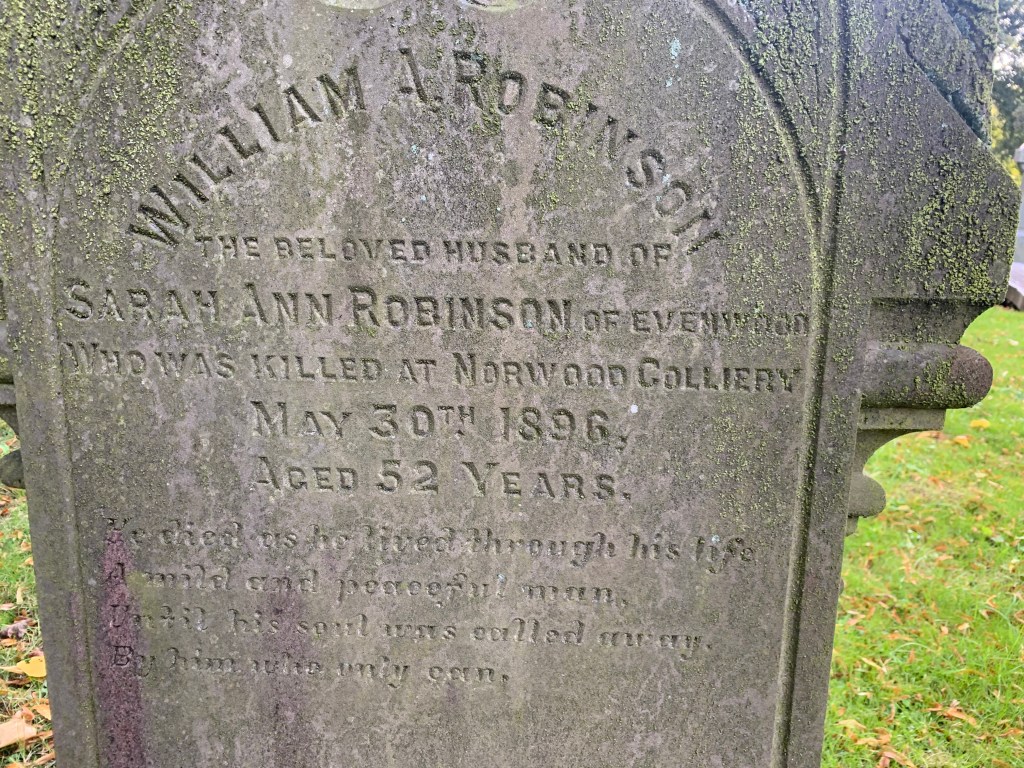 WILLIAM A. ROBINSON
THE BELOVED HUSBAND OF
SARAH ANN ROBINSON OF EVENWOOD
WHO WAS KILLED AT NORWOOD COLLIERY
MAY 30TH 1896,
AGED 52 YEARS.
He died as he lived through his life
A mild and peaceful man,
Until his soul was called away,
By him who only can.